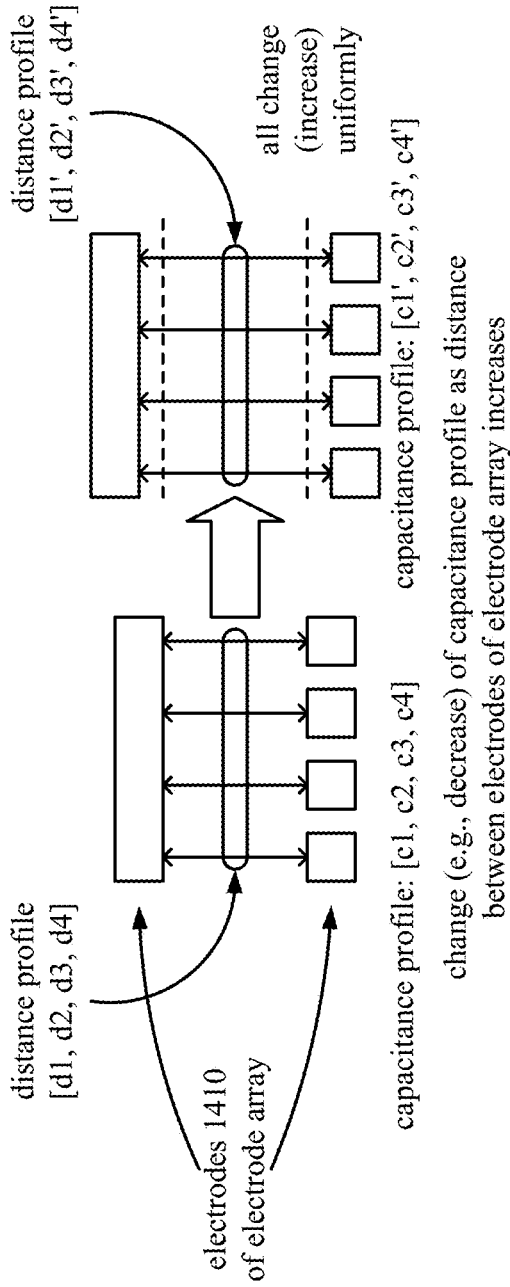 distance profile
[d1, d2, d3, d4]
distance profile
[d1', d2', d3', d4']
electrodes 1410
of electrode array
all change
(increase)
uniformly
capacitance profile: [c1, c2, c3, c4]
capacitance profile: [c1', c2', c3', c4']
change (e.g., decrease) of capacitance profile as distance
between electrodes of electrode array increases